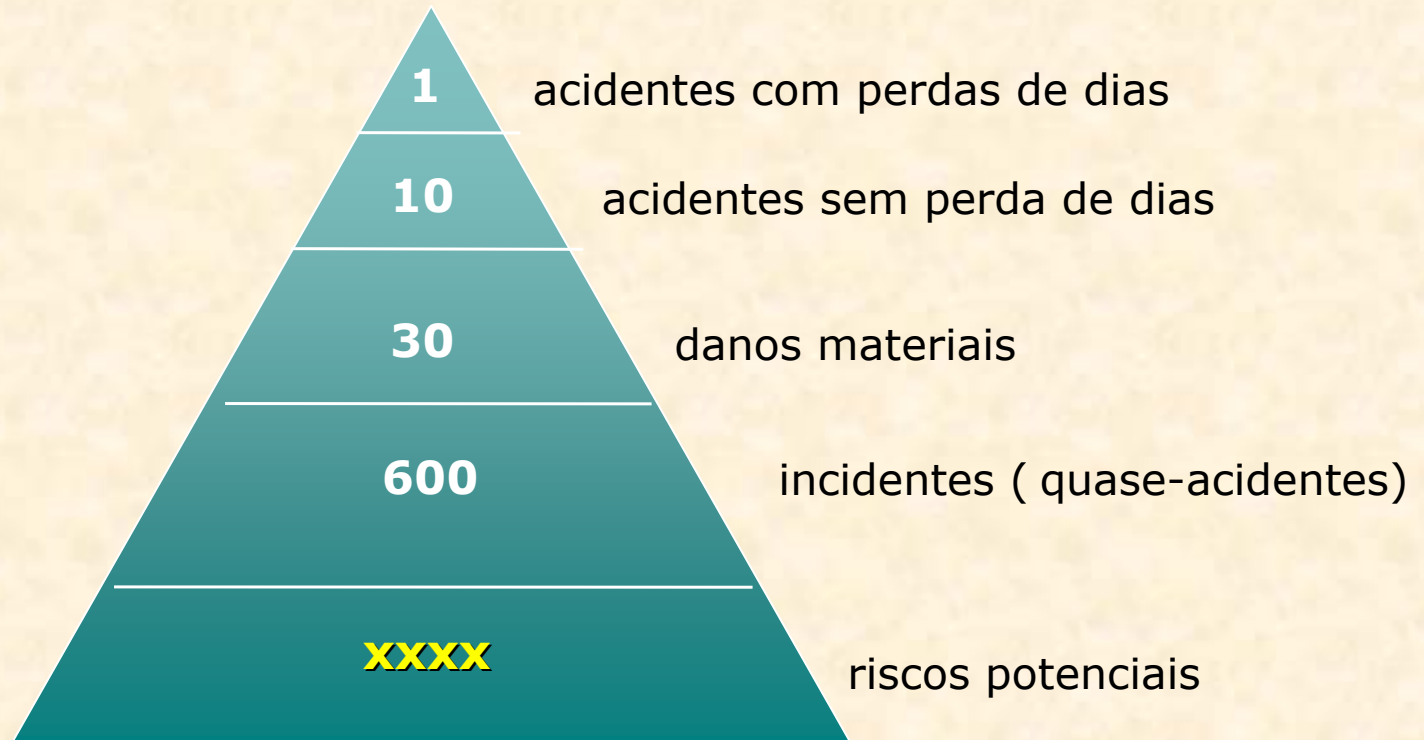 1 acidentes com perdas de dias
10 acidentes sem perda de dias
30 danos materiais
600 incidentes ( quase-acidentes)
xxxx riscos potenciais